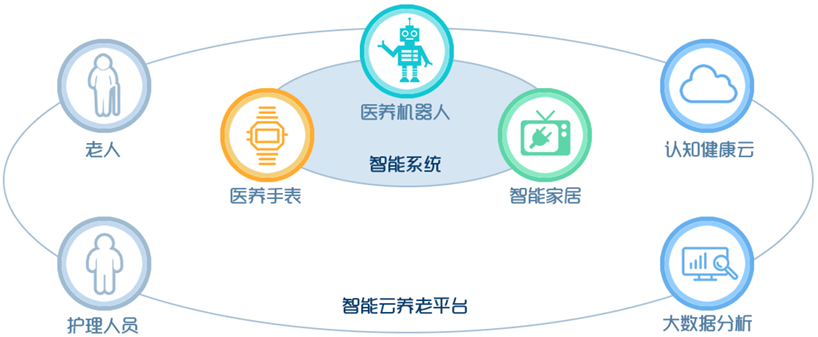 医养机器人
老人
认知健康云
智能系统
医养手表
智能家居
智能云养老平台
护理人员
大数据分析